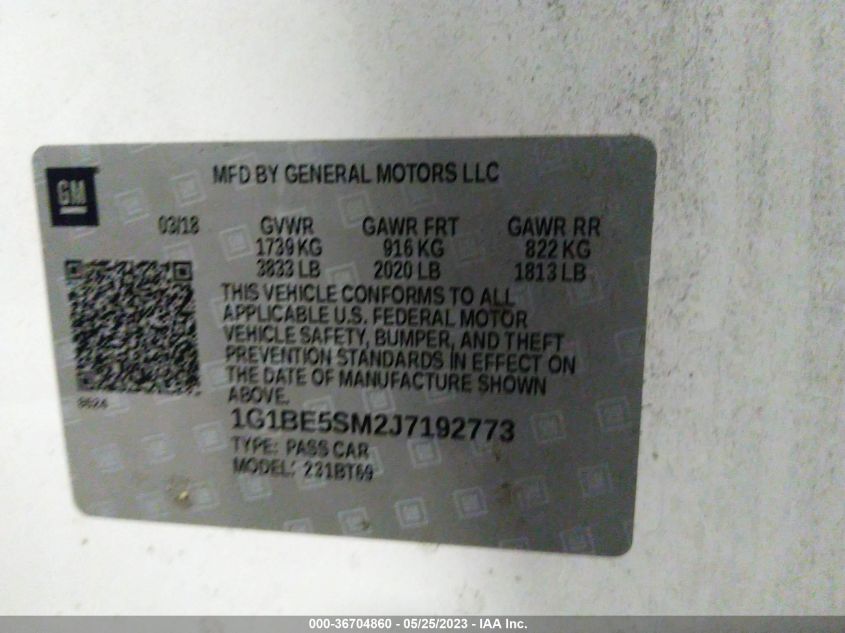 MFD BY GENERAL MOTORS LLC
GM
03/18 GVWR GAWR FRT GAWR RR
1739 KG 916 KG 822 KG
3833 LB 2020 LB 1813 LB
THIS VEHICLE CONFORMS TO ALL
APPLICABLE U.S. FEDERAL MOTOR
VEHICLE SAFETY, BUMPER, AND THEFT
PREVENTION STANDARDS IN EFFECT ON
THE DATE OF MANUFACTURE SHOWN
ABOVE.
8624
1G1BE5SM2J7192773
TYPE: PASS CAR
MODEL: 231BT69
000-36704860 - 05/25/2023 - IAA Inc.